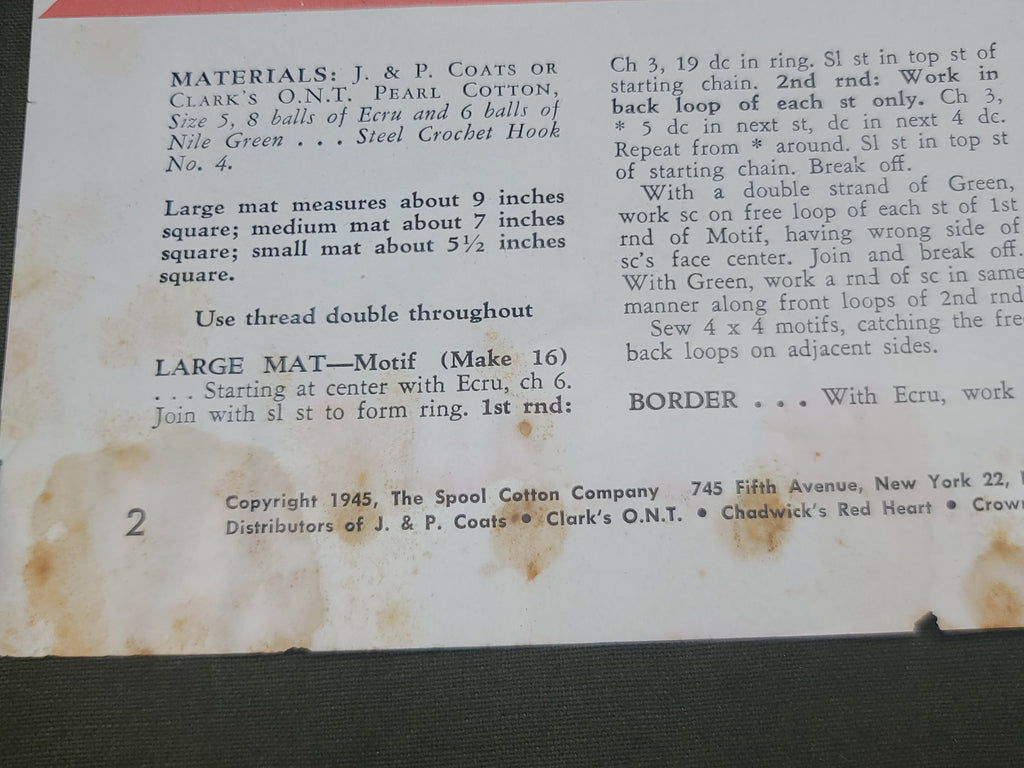 MATERIALS: J. & P. COATS OR
CLARK'S O.N.T. PEARL COTTON,
Size 5, 8 balls of Ecru and 6 balls of
Nile Green . . . Steel Crochet Hook
No. 4.
Large mat measures about 9 inches
square; medium mat about 7 inches
square; small mat about 5½ inches
square.
Use thread double throughout
LARGE MAT—Motif (Make 16)
. . . Starting at center with Ecru, ch 6.
Join with sl st to form ring. 1st rnd:
Ch 3, 19 dc in ring. Sl st in top st of
starting chain. 2nd rnd: Work in
back loop of each st only. Ch 3,
* 5 dc in next st, dc in next 4 dc.
Repeat from * around. Sl st in top st
of starting chain. Break off.
With a double strand of Green,
work sc on free loop of each st of 1st
rnd of Motif, having wrong side of
sc's face center. Join and break off.
With Green, work a rnd of sc in same
manner along front loops of 2nd rnd
Sew 4 x 4 motifs, catching the fre
back loops on adjacent sides.
BORDER . . . With Ecru, work
2
Copyright 1945, The Spool Cotton Company 745 Fifth Avenue, New York 22,
Distributors of J. & P. Coats • Clark's O.N.T. • Chadwick's Red Heart • Crow